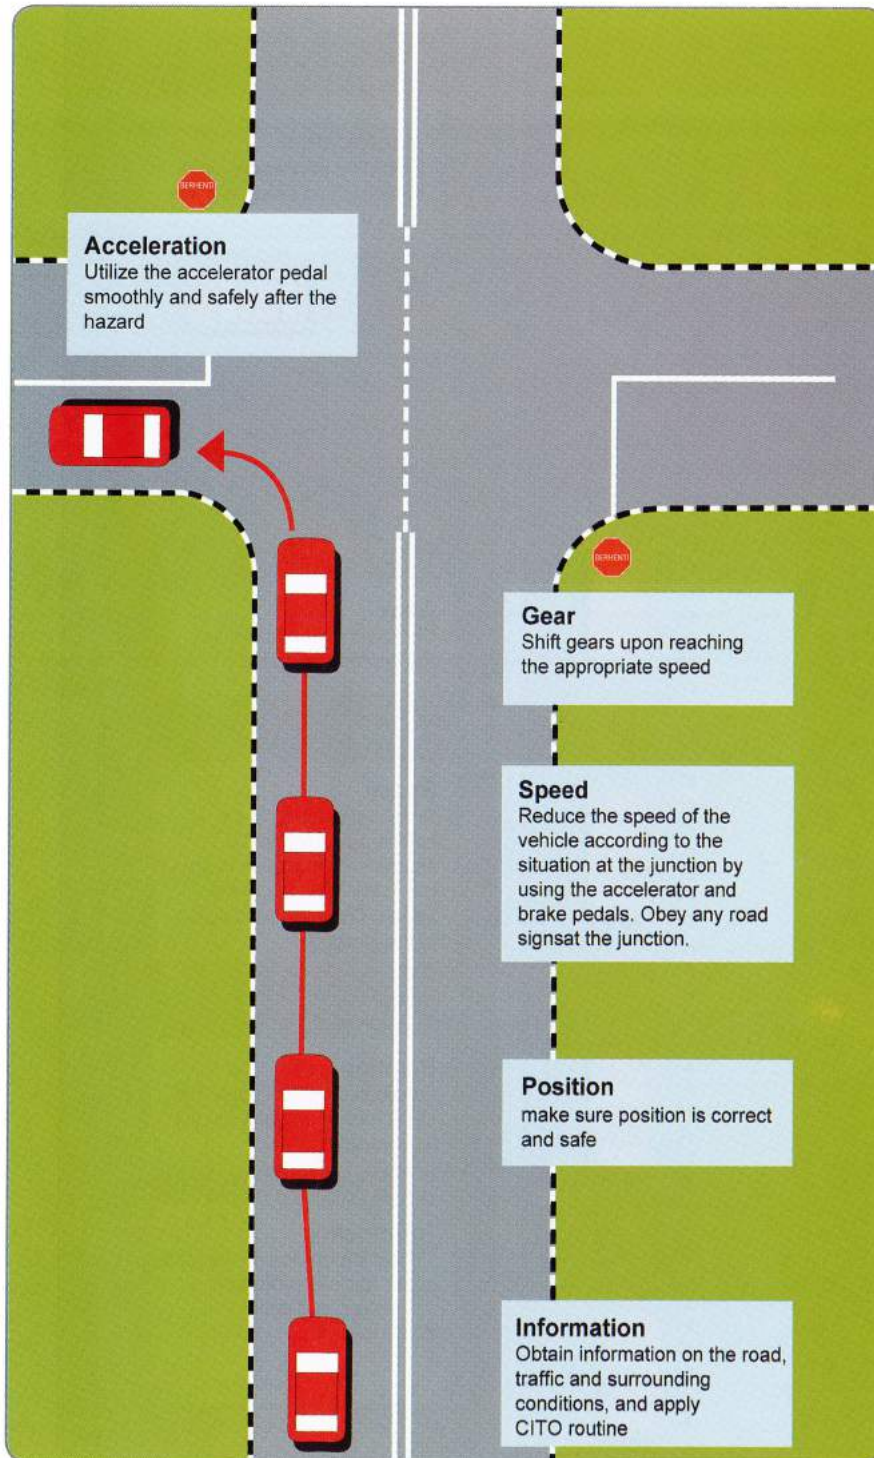 BERHENTI
Acceleration
Utilize the accelerator pedal
smoothly and safely after the
hazard
BERHENTI
Gear
Shift gears upon reaching
the appropriate speed
Speed
Reduce the speed of the
vehicle according to the
situation at the junction by
using the accelerator and
brake pedals. Obey any road
signsat the junction.
Position
make sure position is correct
and safe
Information
Obtain information on the road,
traffic and surrounding
conditions, and apply
CITO routine